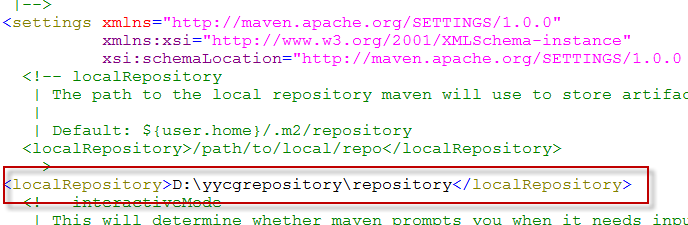 |-->
<settings xmlns="http://maven.apache.org/SETTINGS/1.0.0"
xmlns:xsi="http://www.w3.org/2001/XMLSchema-instance"
xsi:schemaLocation="http://maven.apache.org/SETTINGS/1.0.0
<!-- localRepository
| The path to the local repository maven will use to store artifac
|
| Default: ${user.home}/.m2/repository
<localRepository>/path/to/local/repo</localRepository>
>
<localRepository>D:\yycgrepository\repository</localRepository>
<!-- interactiveMode
| This will determine whether maven prompts you when it needs inpu